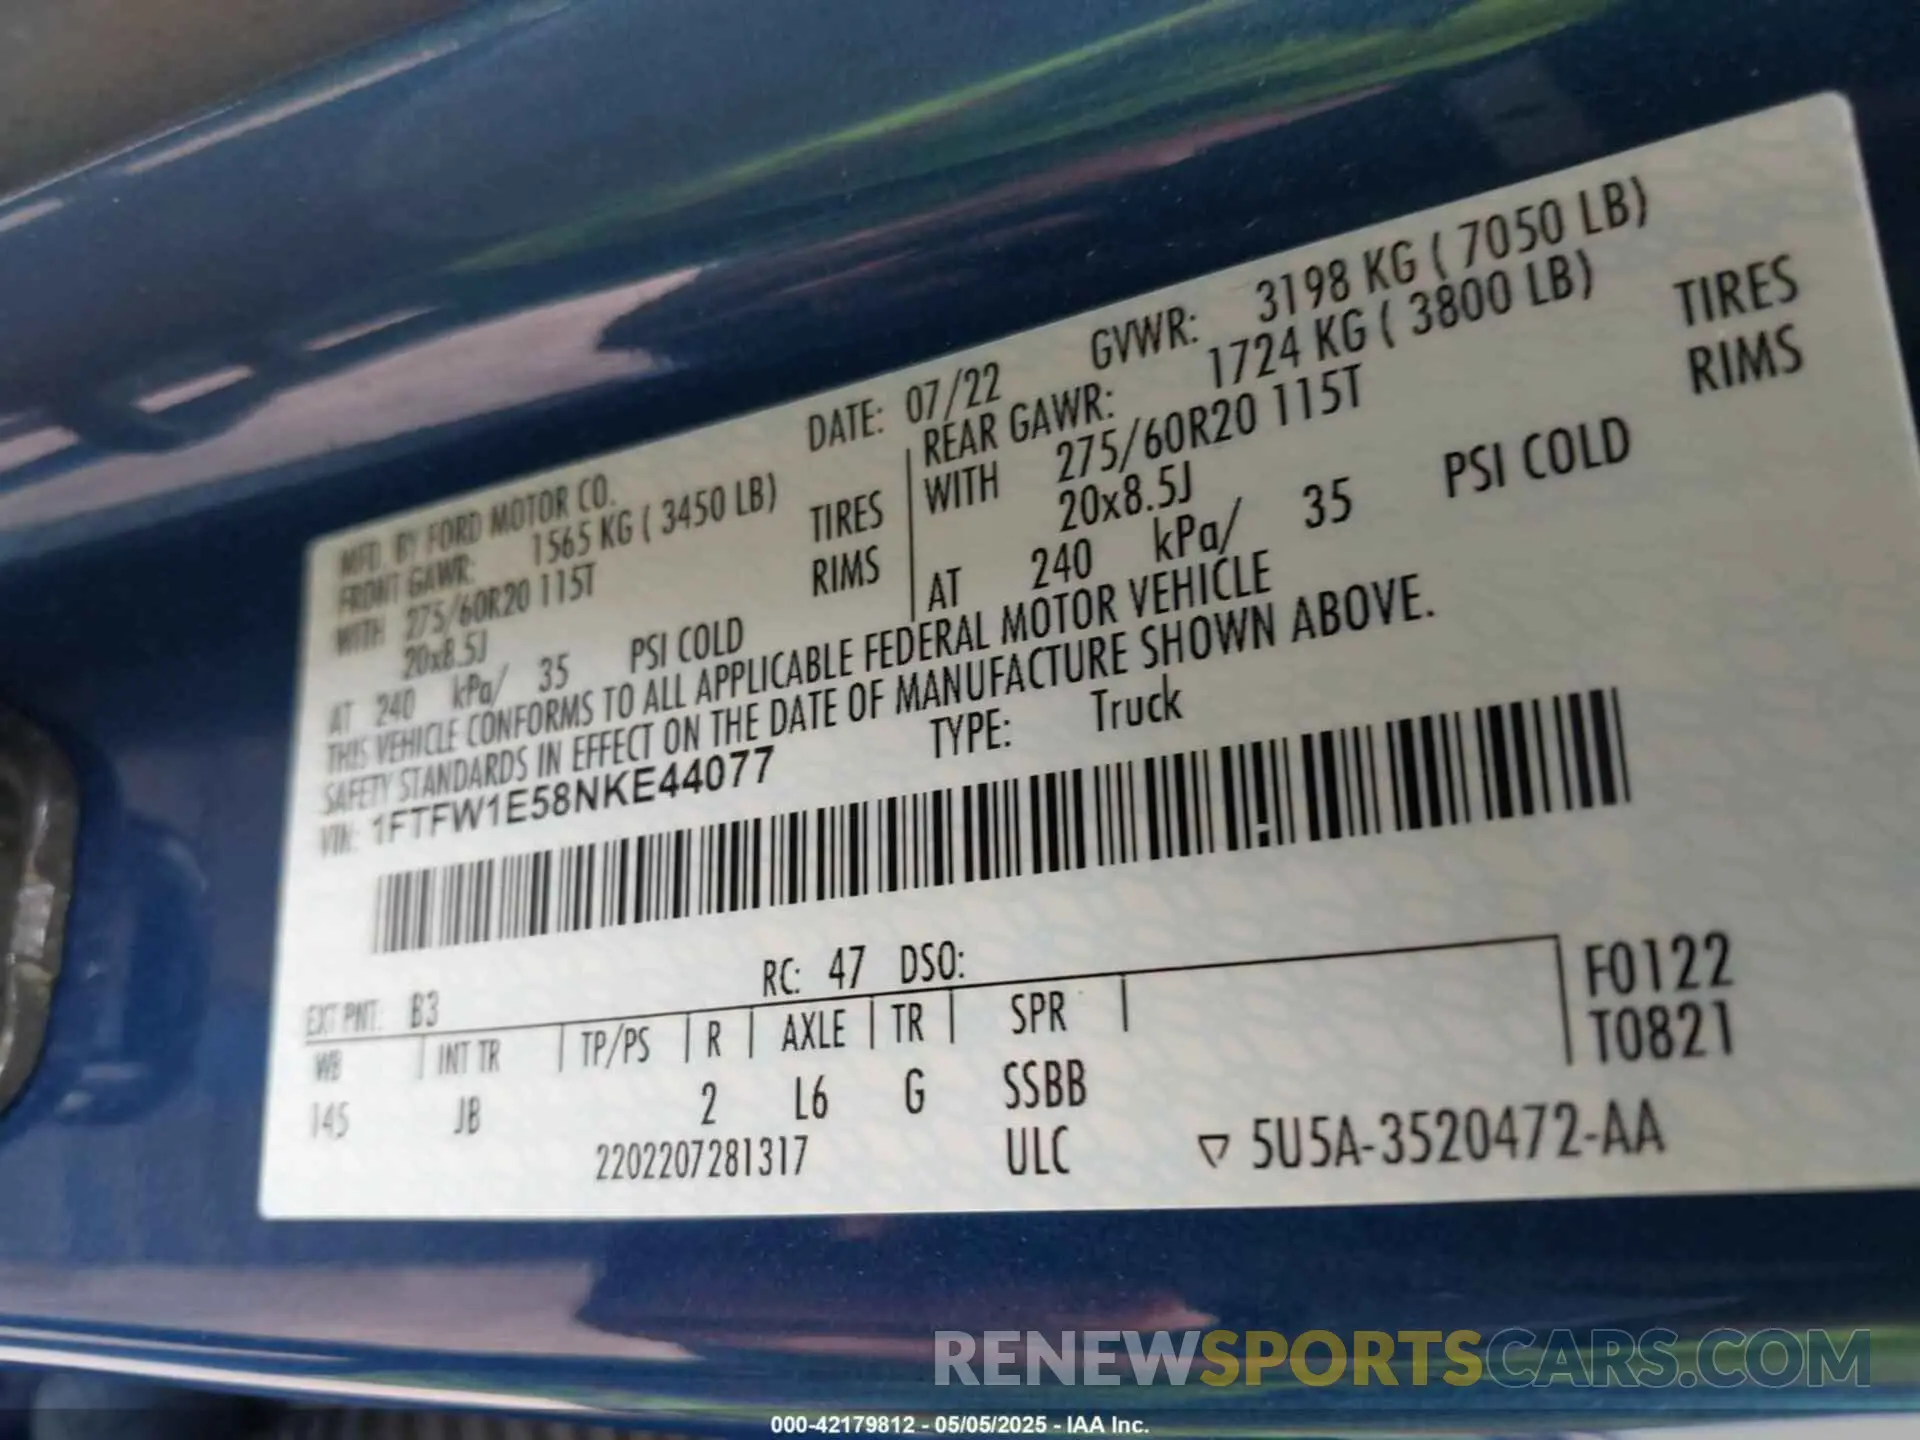 MFD. BY FORD MOTOR CO. DATE: 07/22 GVWR: 3198 KG ( 7050 LB)
FRONT GAWR: 1565 KG ( 3450 LB) REAR GAWR: 1724 KG ( 3800 LB)
WITH 275/60R20 115T TIRES WITH 275/60R20 115T TIRES
20x8.5J RIMS 20x8.5J RIMS
AT 240 kPa/ 35 PSI COLD AT 240 kPa/ 35 PSI COLD
THIS VEHICLE CONFORMS TO ALL APPLICABLE FEDERAL MOTOR VEHICLE
SAFETY STANDARDS IN EFFECT ON THE DATE OF MANUFACTURE SHOWN ABOVE.
VIN: 1FTFW1E58NKE44077 TYPE: Truck
EXT PNT: B3 RC: 47 DSO: F0122
WB INT TR TP/PS R AXLE TR SPR T0821
145 JB 2 L6 G SSBB
2202207281317 ULC 5U5A-3520472-AA
RENEWSPORTSCARS.COM
000-42179812 - 05/05/2025 - IAA Inc.